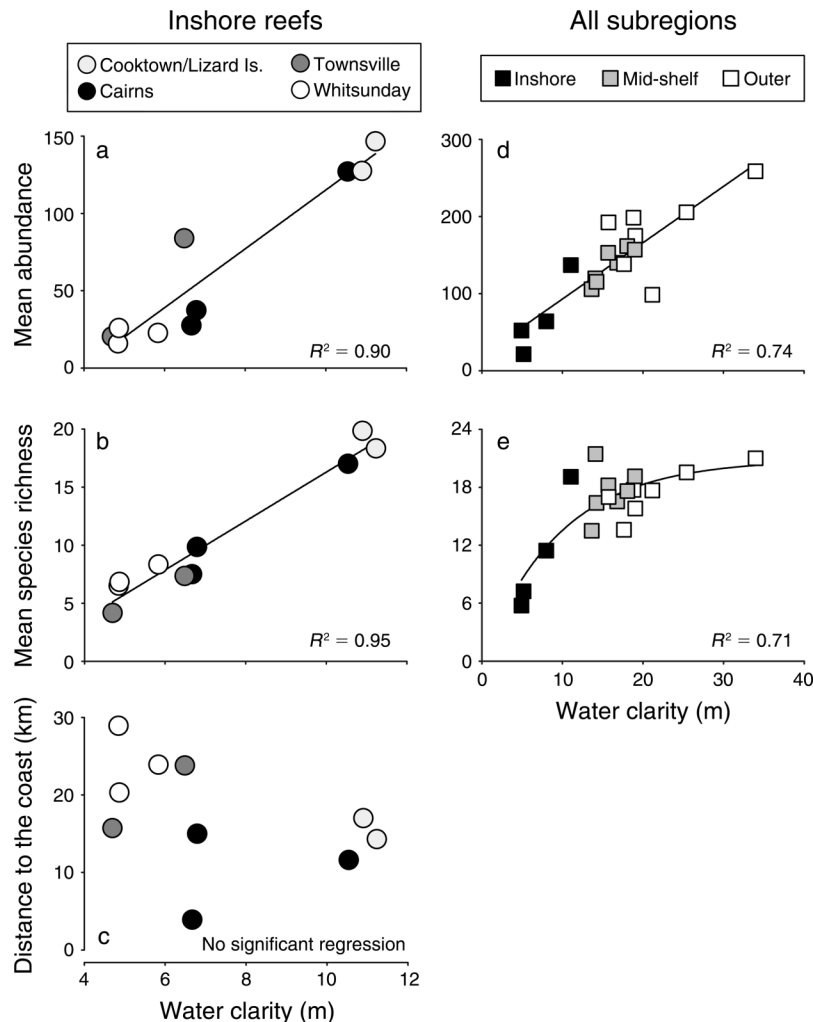 Inshore reefs
All subregions
Cooktown/Lizard Is.
Townsville
Cairns
Whitsunday
Inshore
Mid-shelf
Outer
a
Mean abundance
150
100
50
0
R² = 0.90
d
300
200
100
0
R² = 0.74
b
Mean species richness
20
15
10
5
0
R² = 0.95
e
24
18
12
6
0
R² = 0.71
0
10
20
30
40
Water clarity (m)
Distance to the coast (km)
30
20
10
0
c
No significant regression
4
6
8
10
12
Water clarity (m)